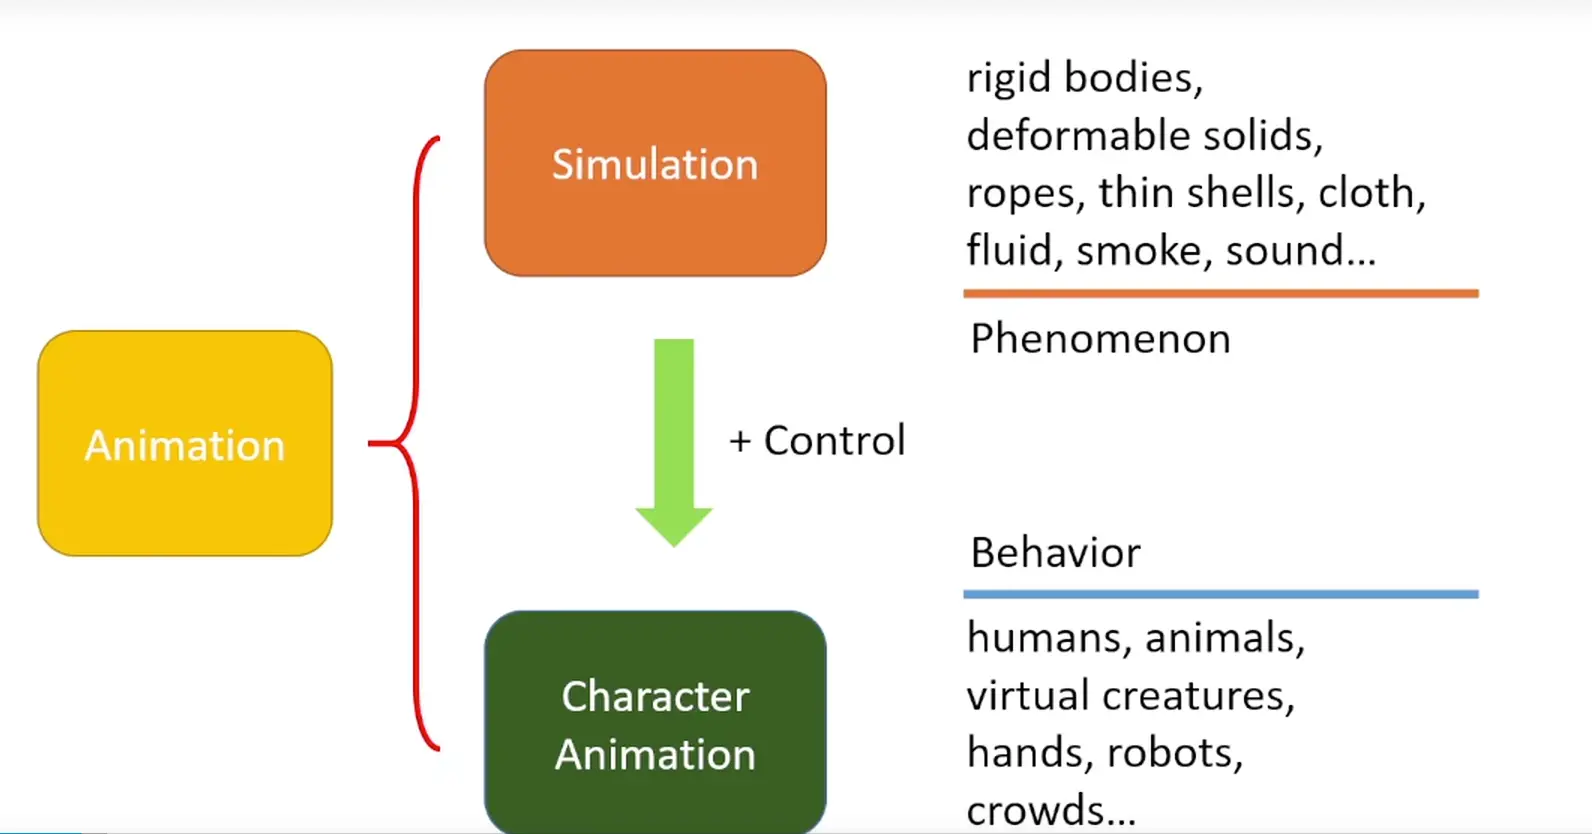 Animation
Simulation
rigid bodies,
deformable solids,
ropes, thin shells, cloth,
fluid, smoke, sound...
Phenomenon
+ Control
Behavior
Character
Animation
humans, animals,
virtual creatures,
hands, robots,
crowds...